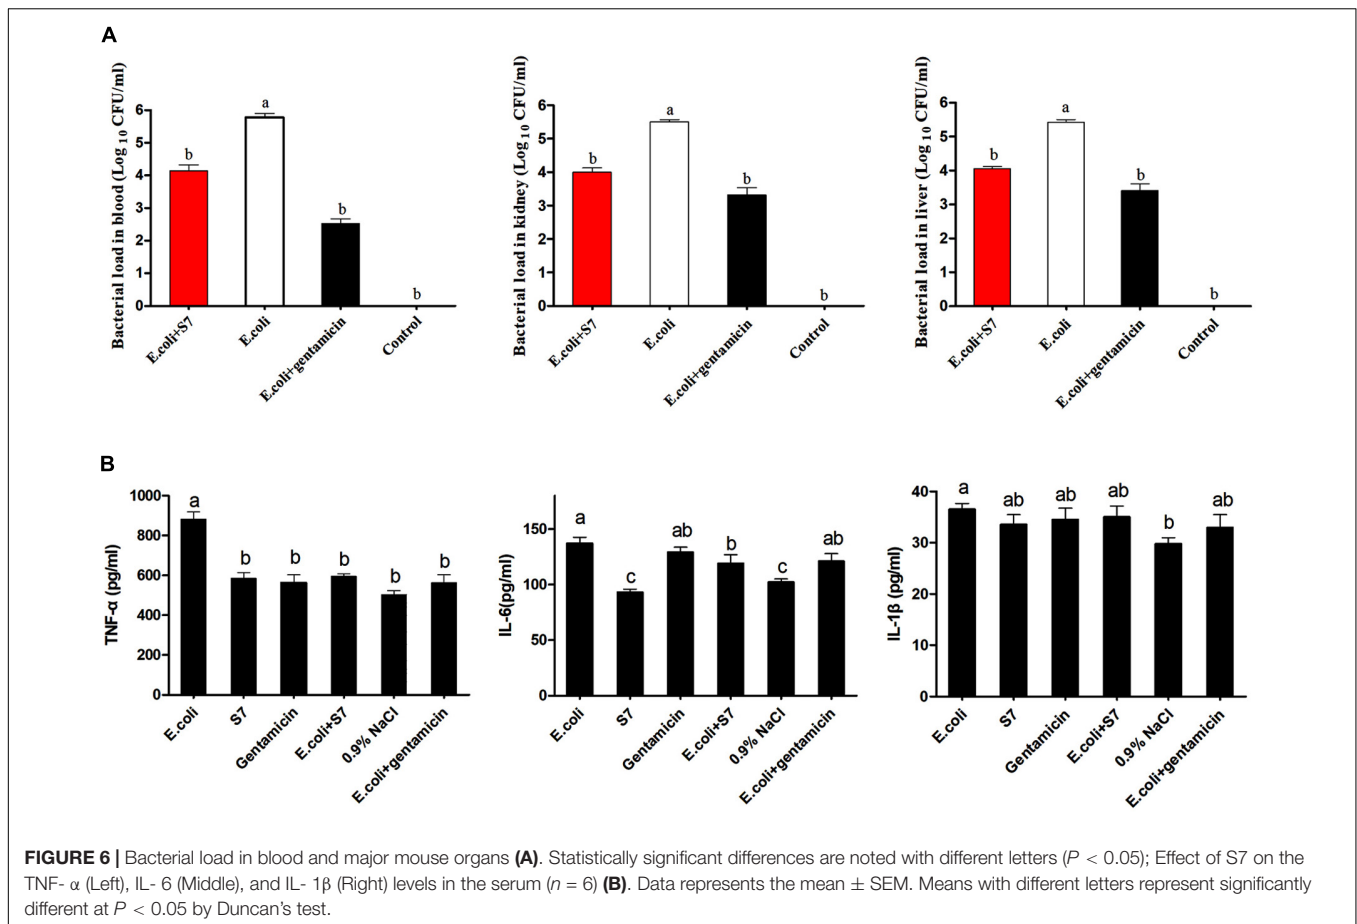 A
Bacterial load in blood (Log 10 CFU/ml)
6
5
4
3
2
1
0
b
a
b
b
E.coli+S7
E.coli
E.coli+gentamicin
Control
Bacterial load in kidney (Log 10 CFU/ml)
6
5
4
3
2
1
0
b
a
b
b
E.coli+S7
E.coli
E.coli+gentamicin
Control
Bacterial load in liver (Log 10 CFU/ml)
6
5
4
3
2
1
0
b
a
b
b
E.coli+S7
E.coli
E.coli+gentamicin
Control
B
TNF-α (pg/ml)
1000
800
600
400
200
0
a
b
b
b
b
b
E.coli
S7
Gentamicin
E.coli+S7
0.9% NaCl
E.coli+gentamicin
IL-6(pg/ml)
150
100
50
0
a
c
ab
b
c
ab
E.coli
S7
Gentamicin
E.coli+S7
0.9% NaCl
E.coli+gentamicin
IL-1β (pg/ml)
40
30
20
10
0
a
ab
ab
ab
b
ab
E.coli
S7
Gentamicin
E.coli+S7
0.9% NaCl
E.coli+gentamicin
FIGURE 6 | Bacterial load in blood and major mouse organs (A). Statistically significant differences are noted with different letters (P < 0.05); Effect of S7 on the
TNF- α (Left), IL- 6 (Middle), and IL- 1β (Right) levels in the serum (n = 6) (B). Data represents the mean ± SEM. Means with different letters represent significantly
different at P < 0.05 by Duncan's test.